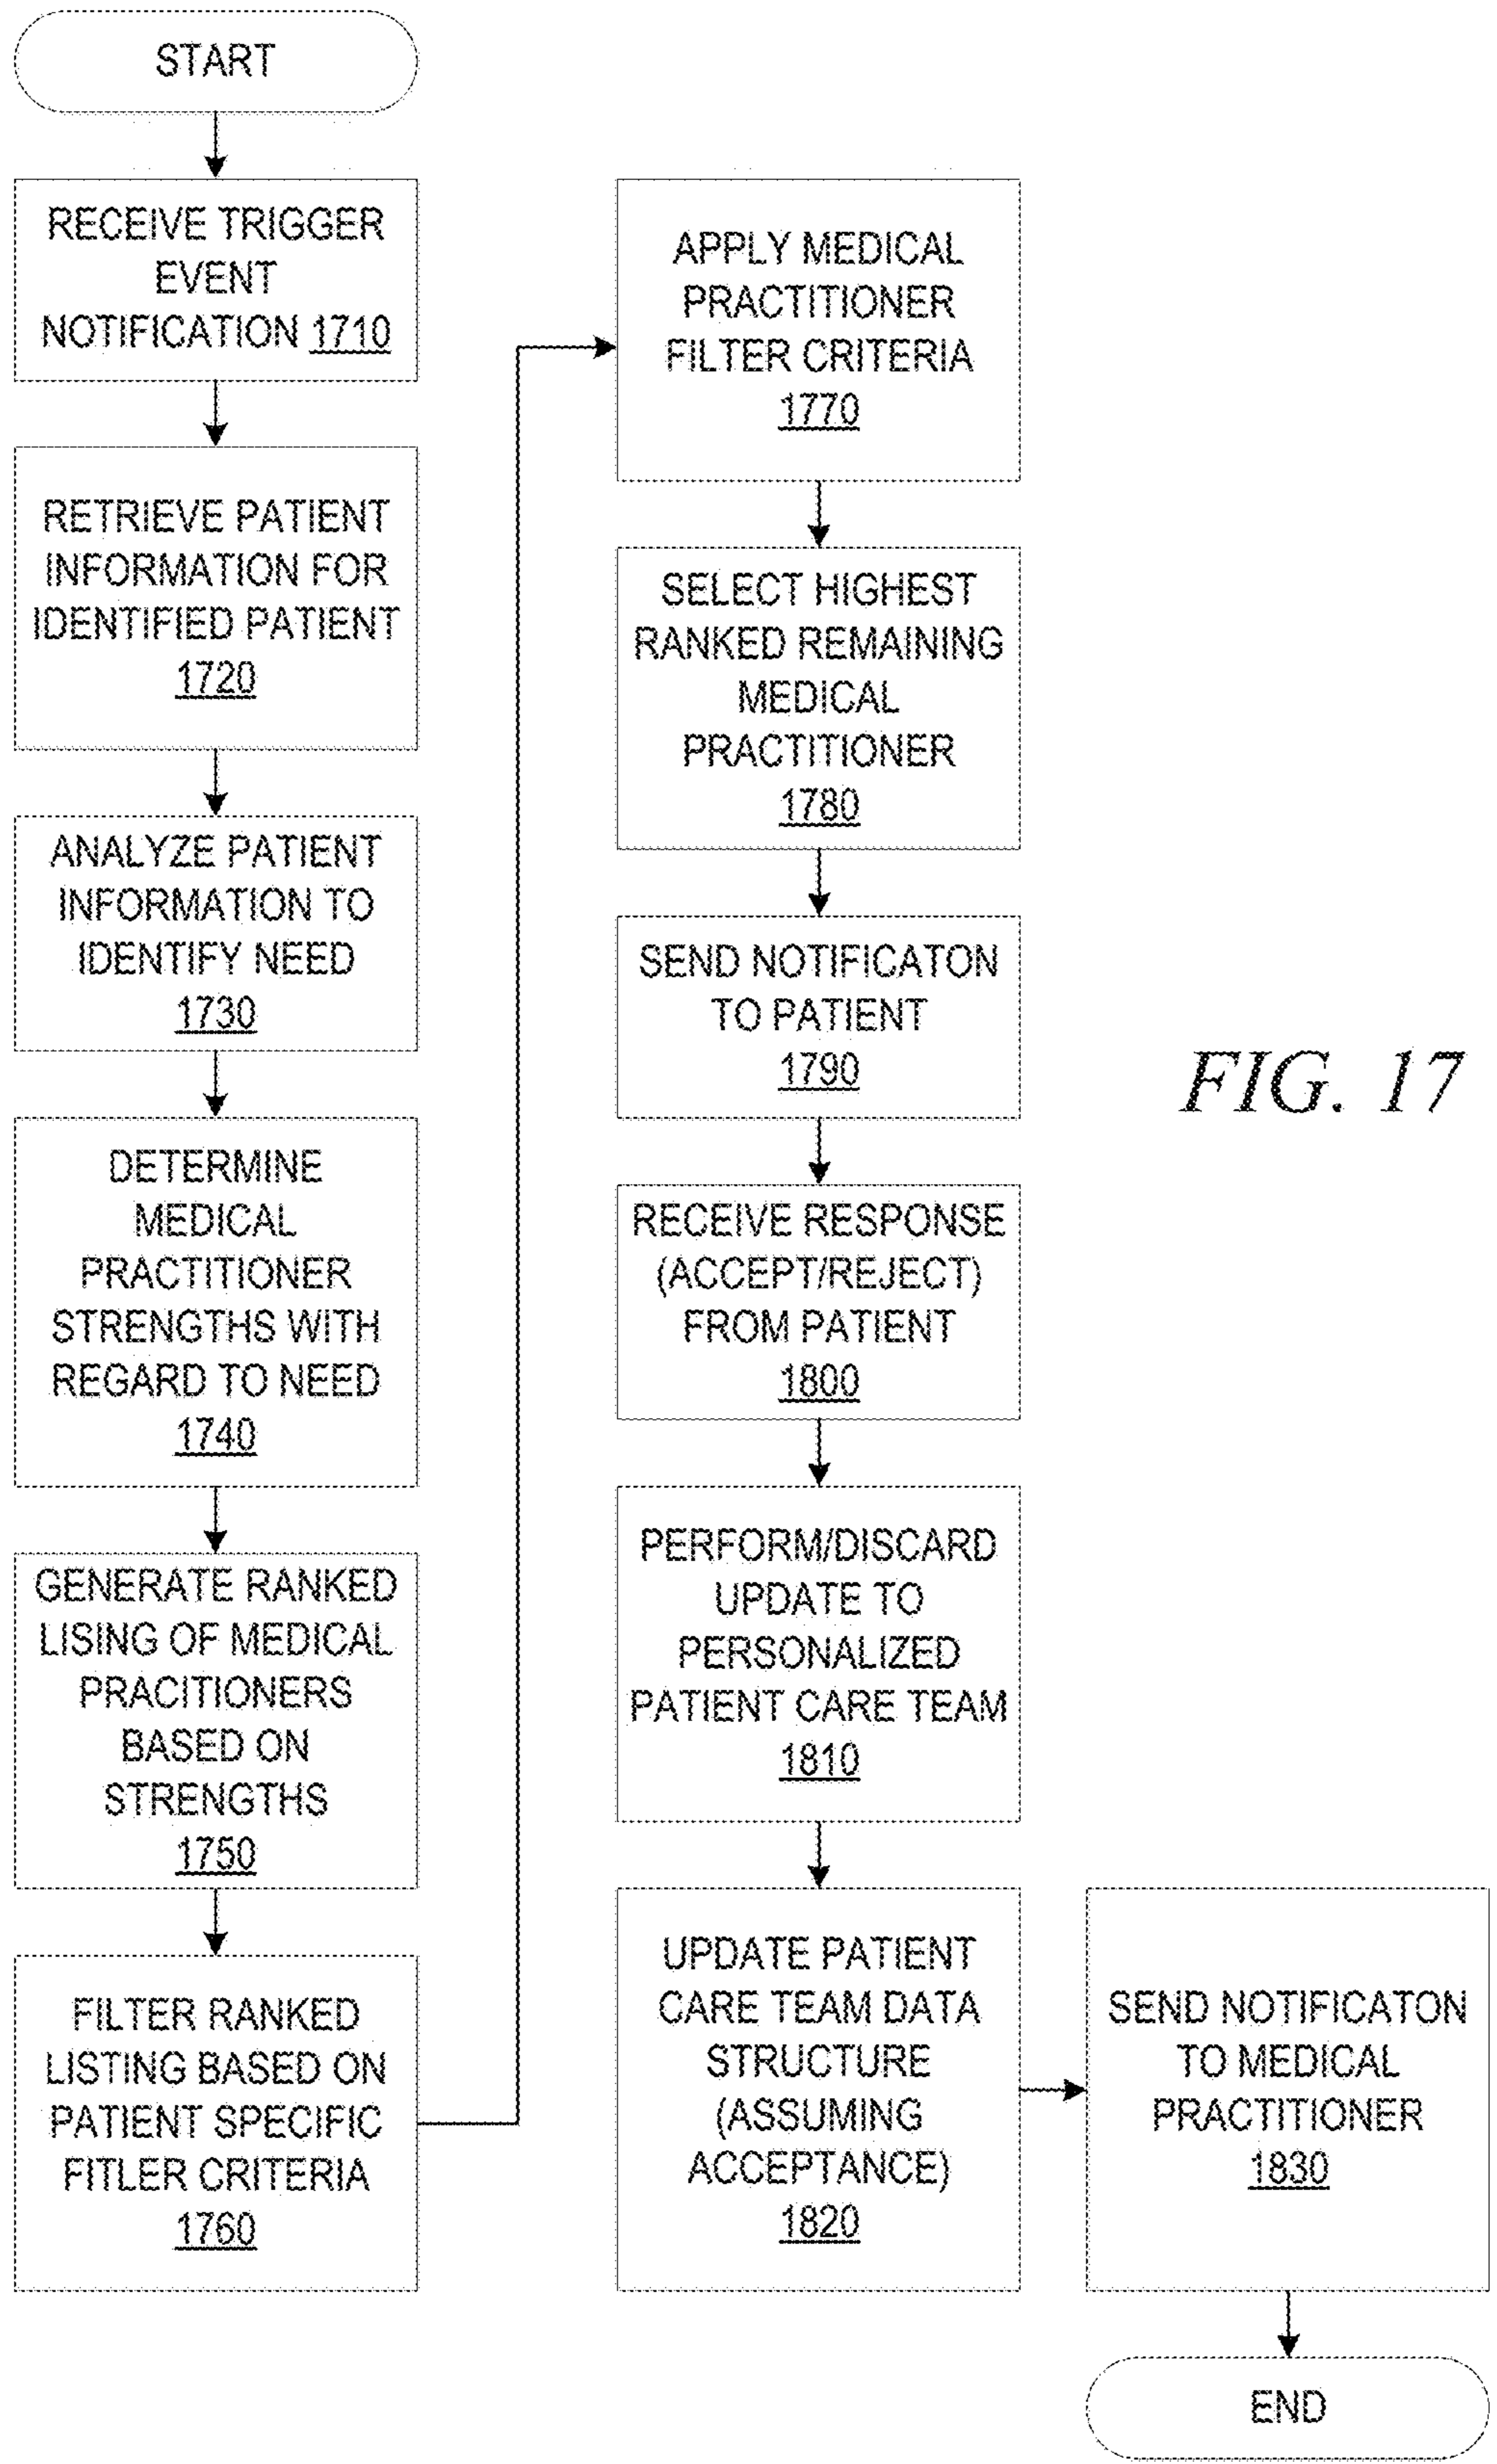 START
RECEIVE TRIGGER
EVENT
NOTIFICATION 1710
RETRIEVE PATIENT
INFORMATION FOR
IDENTIFIED PATIENT
1720
ANALYZE PATIENT
INFORMATION TO
IDENTIFY NEED
1730
DETERMINE
MEDICAL
PRACTITIONER
STRENGTHS WITH
REGARD TO NEED
1740
GENERATE RANKED
LISING OF MEDICAL
PRACITIONERS
BASED ON
STRENGTHS
1750
FILTER RANKED
LISTING BASED ON
PATIENT SPECIFIC
FITLER CRITERIA
1760
APPLY MEDICAL
PRACTITIONER
FILTER CRITERIA
1770
SELECT HIGHEST
RANKED REMAINING
MEDICAL
PRACTITIONER
1780
SEND NOTIFICATON
TO PATIENT
1790
RECEIVE RESPONSE
(ACCEPT/REJECT)
FROM PATIENT
1800
PERFORM/DISCARD
UPDATE TO
PERSONALIZED
PATIENT CARE TEAM
1810
UPDATE PATIENT
CARE TEAM DATA
STRUCTURE
(ASSUMING
ACCEPTANCE)
1820
SEND NOTIFICATON
TO MEDICAL
PRACTITIONER
1830
END
FIG. 17